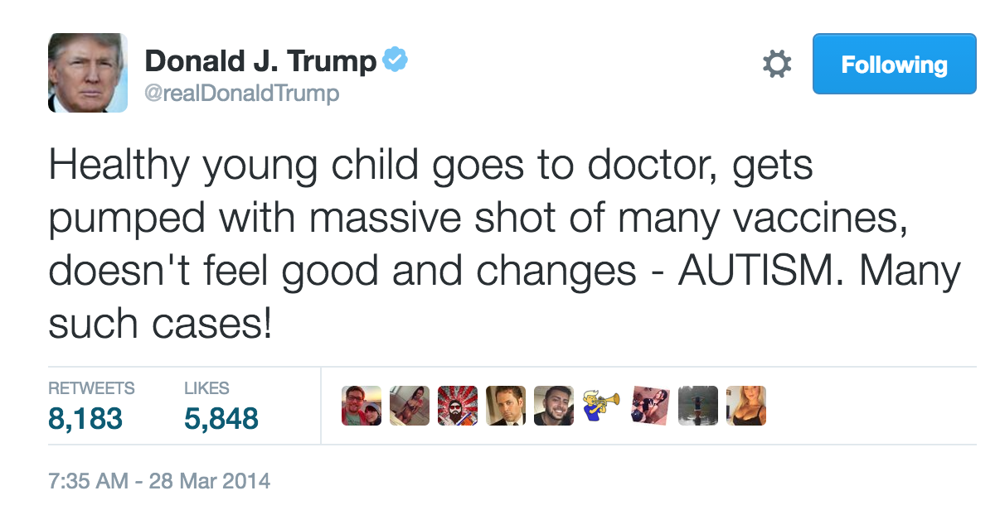 Donald J. Trump
@realDonaldTrump
Following
Healthy young child goes to doctor, gets
pumped with massive shot of many vaccines,
doesn't feel good and changes - AUTISM. Many
such cases!
RETWEETS LIKES
8,183 5,848
7:35 AM - 28 Mar 2014